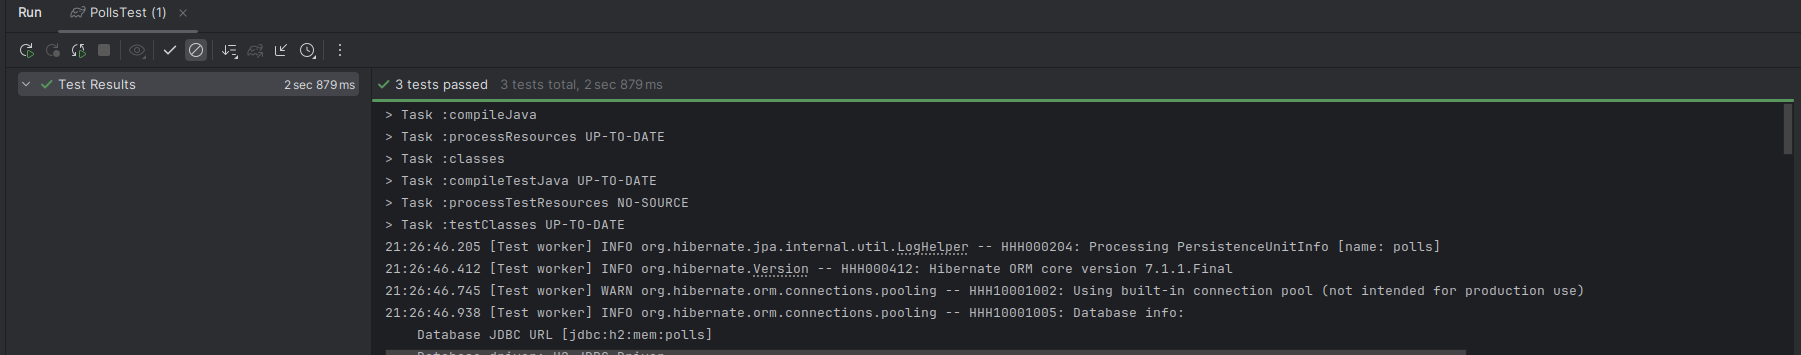 Run PollsTest (1)
Test Results 2 sec 879 ms
3 tests passed 3 tests total, 2 sec 879 ms
> Task :compileJava
> Task :processResources UP-TO-DATE
> Task :classes
> Task :compileTestJava UP-TO-DATE
> Task :processTestResources NO-SOURCE
> Task :testClasses UP-TO-DATE
21:26:46.205 [Test worker] INFO org.hibernate.jpa.internal.util.LogHelper -- HHH000204: Processing PersistenceUnitInfo [name: polls]
21:26:46.412 [Test worker] INFO org.hibernate.Version -- HHH000412: Hibernate ORM core version 7.1.1.Final
21:26:46.745 [Test worker] WARN org.hibernate.orm.connections.pooling -- HHH10001002: Using built-in connection pool (not intended for production use)
21:26:46.938 [Test worker] INFO org.hibernate.orm.connections.pooling -- HHH10001005: Database info:
Database JDBC URL [jdbc:h2:mem:polls]
Database driver: H2 JDBC Driver